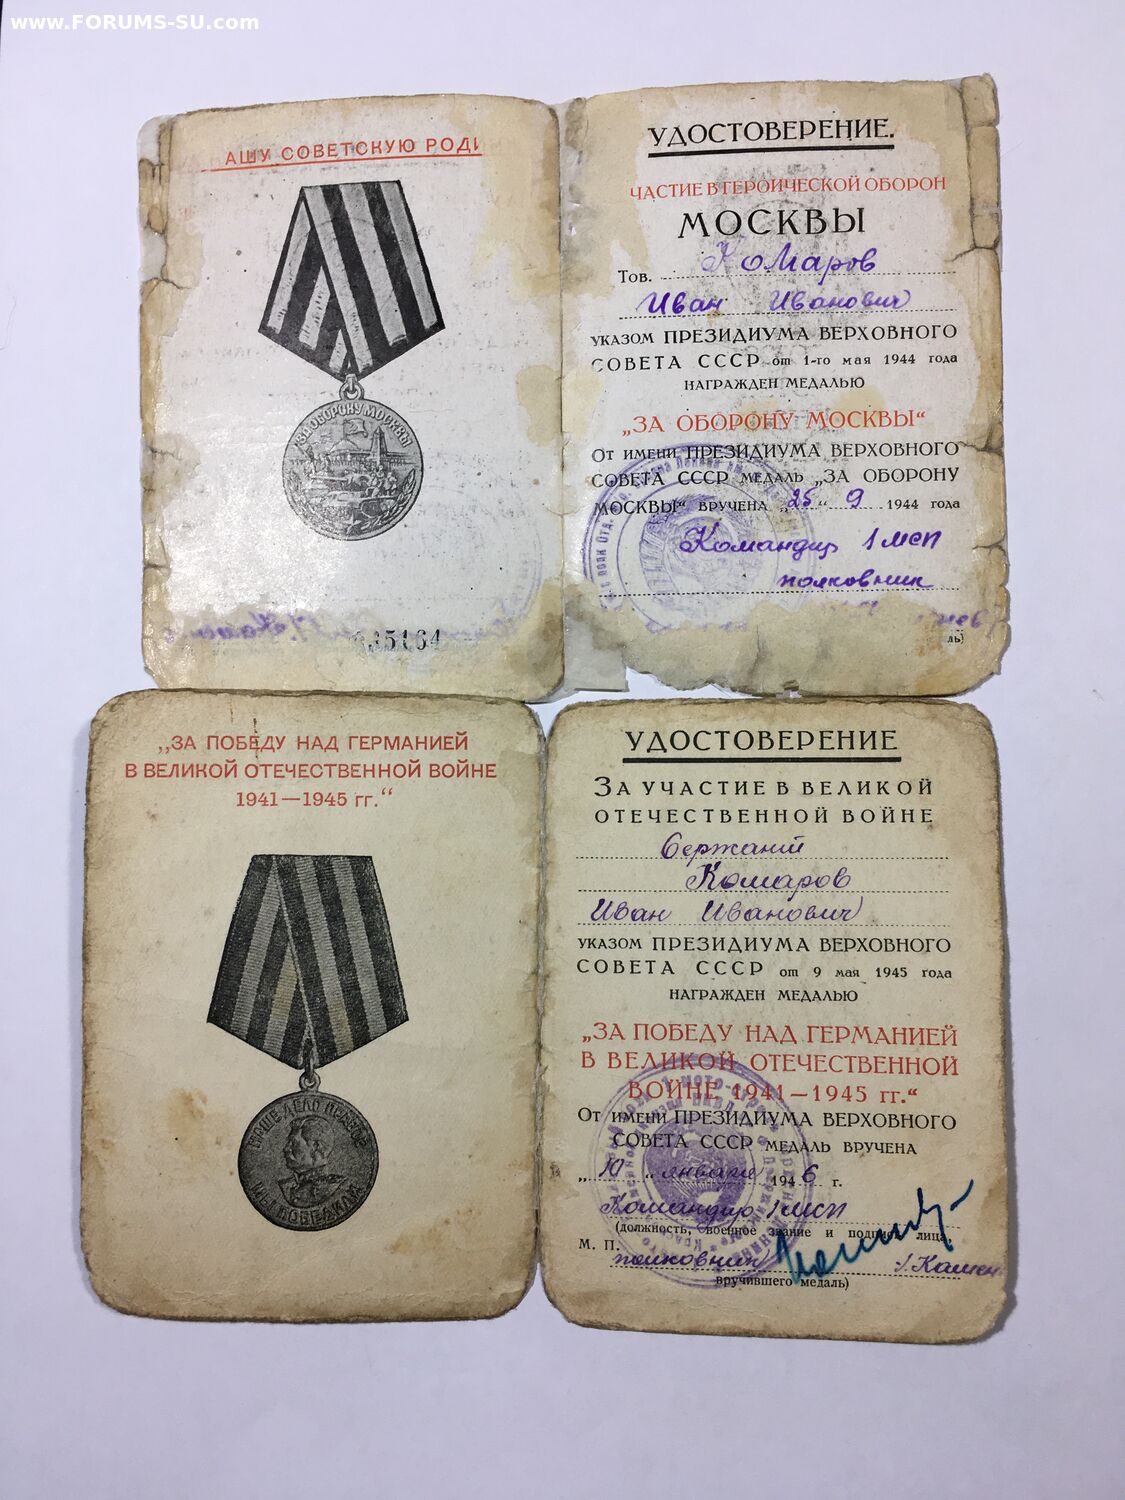 www.FORUMS-SU.com
АШУ СОВЕТСКУЮ РОДИ
ЗА ОБОРОНУ МОСКВЫ
35164
УДОСТОВЕРЕНИЕ.
ЧАСТИЕ В ГЕРОИЧЕСКОЙ ОБОРОН
МОСКВЫ
Тов. Комаров
Иван Иванович
УКАЗОМ ПРЕЗИДИУМА ВЕРХОВНОГО
СОВЕТА СССР от 1-го мая 1944 года
НАГРАЖДЕН МЕДАЛЬЮ
„ЗА ОБОРОНУ МОСКВЫ“
От имени ПРЕЗИДИУМА ВЕРХОВНОГО
СОВЕТА СССР МЕДАЛЬ „ЗА ОБОРОНУ
МОСКВЫ“ ВРУЧЕНА „25“ 9 1944 года
Командир 1 МСП
полковник
ль)
„ЗА ПОБЕДУ НАД ГЕРМАНИЕЙ
В ВЕЛИКОЙ ОТЕЧЕСТВЕННОЙ ВОЙНЕ
1941—1945 гг.“
НАШЕ ДЕЛО ПРАВОЕ
МЫ ПОБЕДИЛИ
УДОСТОВЕРЕНИЕ
ЗА УЧАСТИЕ В ВЕЛИКОЙ
ОТЕЧЕСТВЕННОЙ ВОЙНЕ
Сержант
Комаров
Иван Иванович
УКАЗОМ ПРЕЗИДИУМА ВЕРХОВНОГО
СОВЕТА СССР от 9 мая 1945 года
НАГРАЖДЕН МЕДАЛЬЮ
„ЗА ПОБЕДУ НАД ГЕРМАНИЕЙ
В ВЕЛИКОЙ ОТЕЧЕСТВЕННОЙ
ВОЙНЕ 1941—1945 гг.“
От имени ПРЕЗИДИУМА ВЕРХОВНОГО
СОВЕТА СССР МЕДАЛЬ ВРУЧЕНА
„10“ января 1946 г.
Командир 1 МСП
(должность, военное звание и подпись лица,
М. П. полковник /.Камен
вручившего медаль)